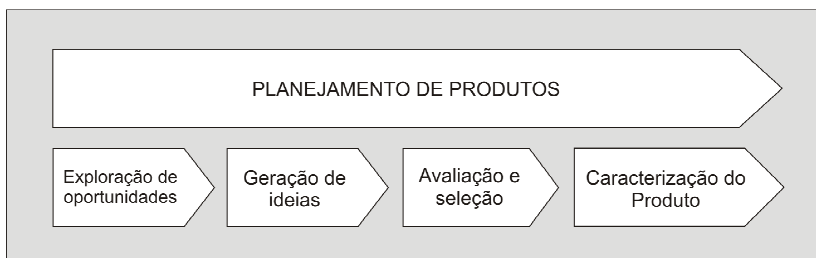 PLANEJAMENTO DE PRODUTOS
Exploração de
oportunidades
Geração de
ideias
Avaliação e
seleção
Caracterização do
Produto